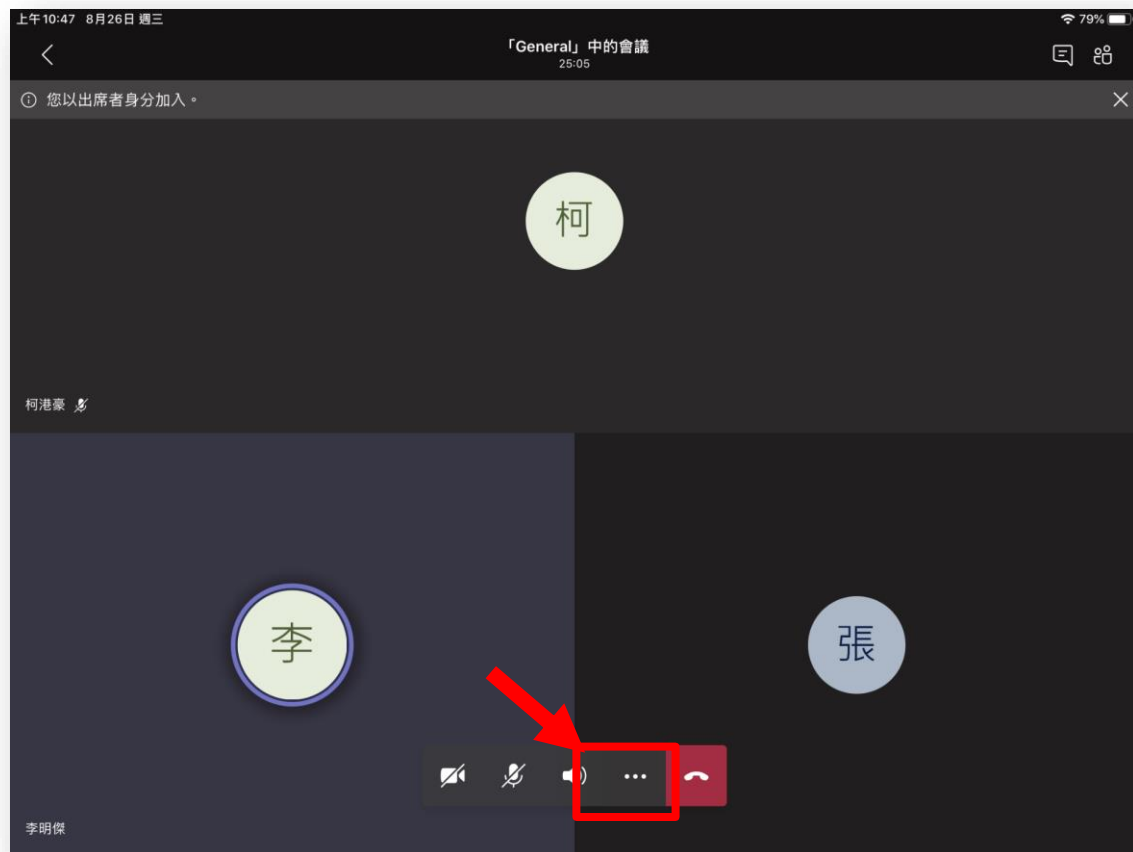 上午10:47 8月26日 週三
79%
「General」中的會議
25:05
您以出席者身分加入。
柯
柯港豪
李
張
李明傑